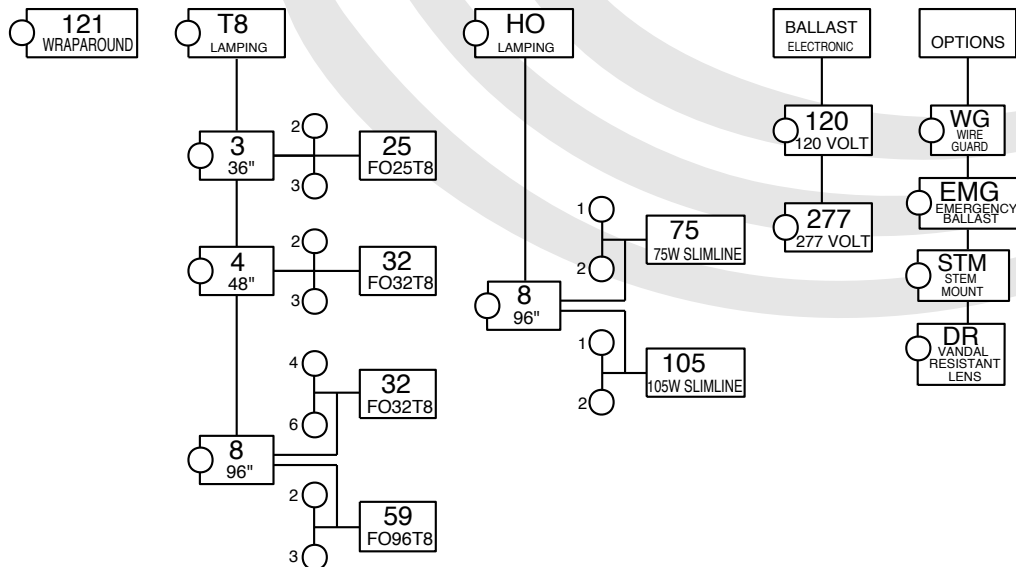 121
WRAPAROUND
T8
LAMPING
3
36"
2
3
25
FO25T8
4
48"
2
3
32
FO32T8
8
96"
4
6
32
FO32T8
2
3
59
FO96T8
HO
LAMPING
8
96"
1
2
75
75W SLIMLINE
1
2
105
105W SLIMLINE
BALLAST
ELECTRONIC
120
120 VOLT
277
277 VOLT
OPTIONS
WG
WIRE
GUARD
EMG
EMERGENCY
BALLAST
STM
STEM
MOUNT
DR
VANDAL
RESISTANT
LENS